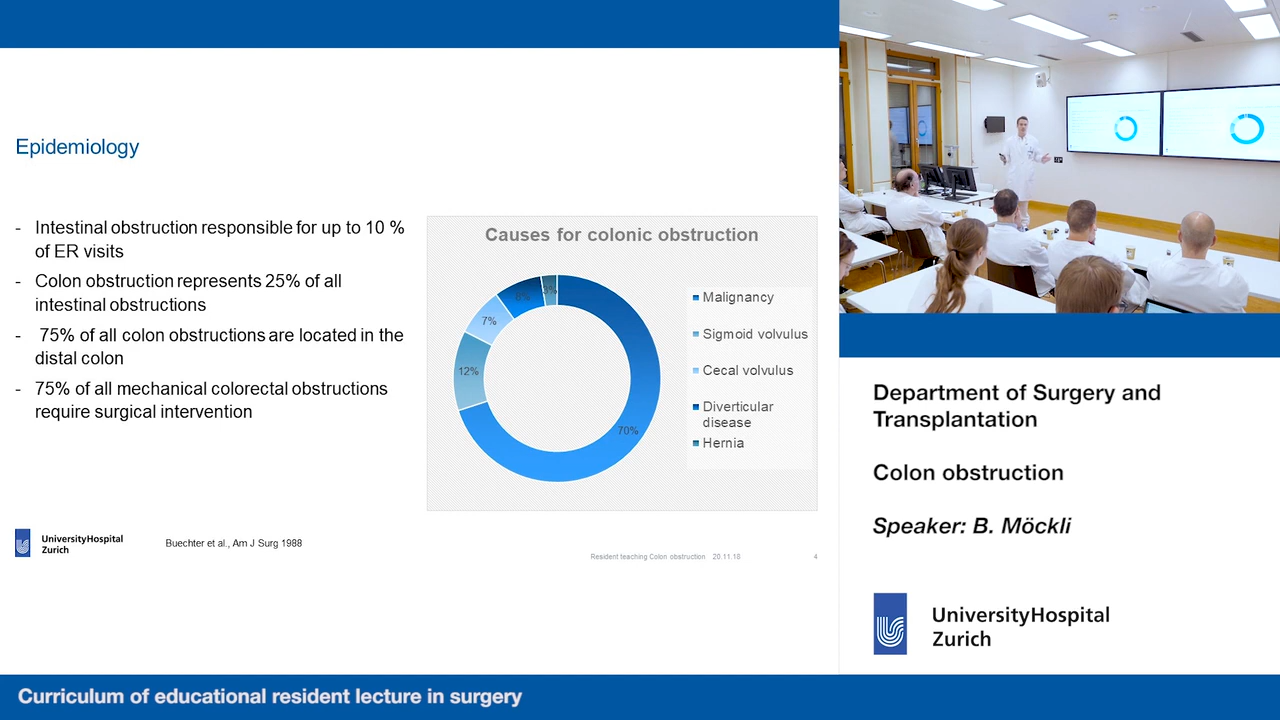 Epidemiology
- Intestinal obstruction responsible for up to 10 %
of ER visits
- Colon obstruction represents 25% of all
intestinal obstructions
- 75% of all colon obstructions are located in the
distal colon
- 75% of all mechanical colorectal obstructions
require surgical intervention
Causes for colonic obstruction
3%
8%
7%
12%
70%
Malignancy
Sigmoid volvulus
Cecal volvulus
Diverticular
disease
Hernia
UniversityHospital
Zurich
Buechter et al., Am J Surg 1988
Resident teaching Colon obstruction 20.11.18 4
Department of Surgery and
Transplantation
Colon obstruction
Speaker: B. Möckli
UniversityHospital
Zurich
Curriculum of educational resident lecture in surgery